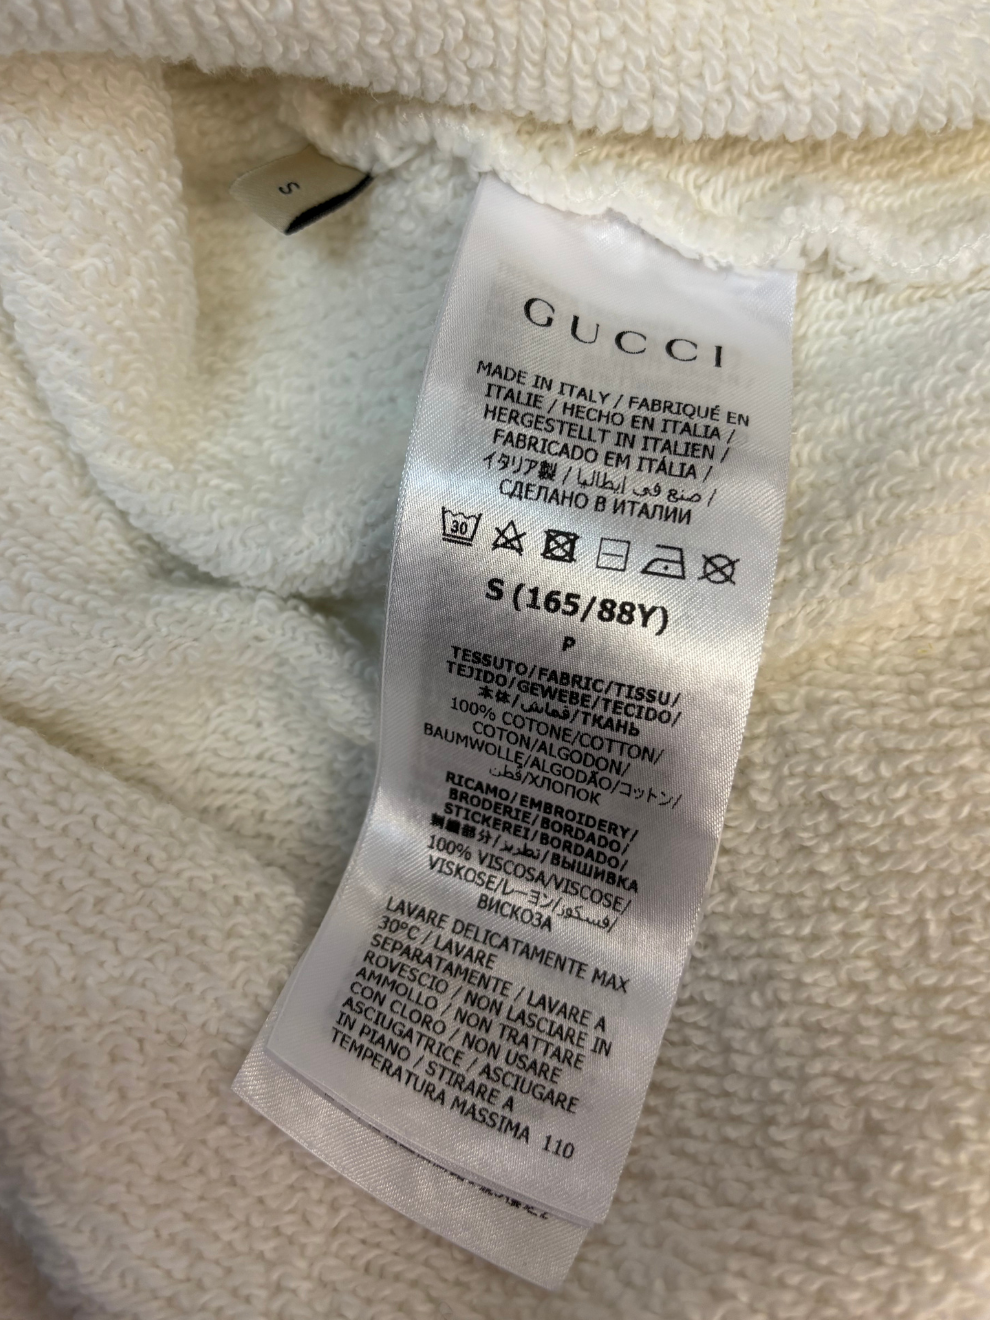 S
GUCCI
MADE IN ITALY / FABRIQUÉ EN
ITALIE / HECHO EN ITALIA /
HERGESTELLT IN ITALIEN /
FABRICADO EM ITÁLIA /
イタリア製 / صنع في إيطاليا /
СДЕЛАНО В ИТАЛИИ
30
S (165/88Y)
P
TESSUTO/FABRIC/TISSU/
TEJIDO/GEWEBE/TECIDO/
本体/قماش/ТКАНЬ
100% COTONE/COTTON/
COTON/ALGODON/
BAUMWOLLE/ALGODÃO/コットン/
قطن/ХЛОПОК
RICAMO/EMBROIDERY/
BRODERIE/BORDADO/
STICKEREI/BORDADO/
刺繍部分/تطريز/ВЫШИВКА
100% VISCOSA/VISCOSE/
VISKOSE/レーヨン/فسكوز/
ВИСКОЗА
LAVARE DELICATAMENTE MAX
30°C / LAVARE
SEPARATAMENTE / LAVARE A
ROVESCIO / NON LASCIARE IN
AMMOLLO / NON TRATTARE
CON CLORO / NON USARE
ASCIUGATRICE / ASCIUGARE
IN PIANO / STIRARE A
TEMPERATURA MASSIMA 110